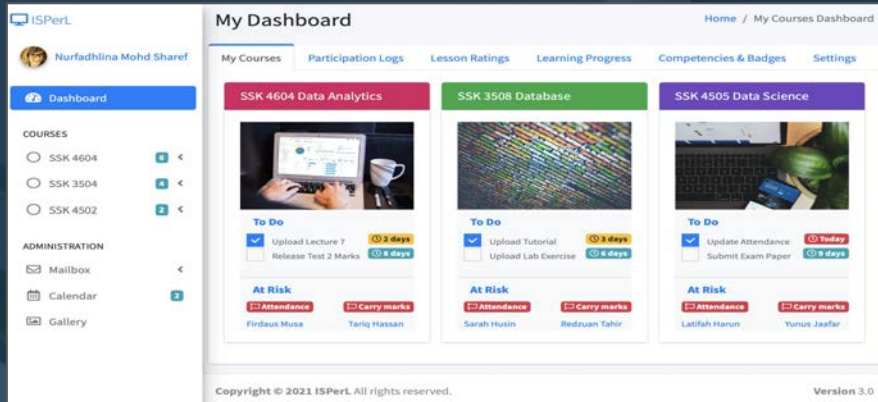 ISPerL
Nurfadhlina Mohd Sharef
Dashboard
COURSES
SSK 4604 6
SSK 3504 4
SSK 4502 2
ADMINISTRATION
Mailbox
Calendar 2
Gallery
My Dashboard
Home / My Courses Dashboard
My Courses Participation Logs Lesson Ratings Learning Progress Competencies & Badges Settings
SSK 4604 Data Analytics
To Do
Upload Lecture 7 2 days
Release Test 2 Marks 8 days
At Risk
Attendance Carry marks
Firdaus Musa Tariq Hassan
SSK 3508 Database
To Do
Upload Tutorial 3 days
Upload Lab Exercise 6 days
At Risk
Attendance Carry marks
Sarah Husin Redzuan Tahir
SSK 4505 Data Science
To Do
Update Attendance Today
Submit Exam Paper 9 days
At Risk
Attendance Carry marks
Latifah Harun Yunus Jaafar
Copyright © 2021 ISPerL. All rights reserved.
Version 3.0